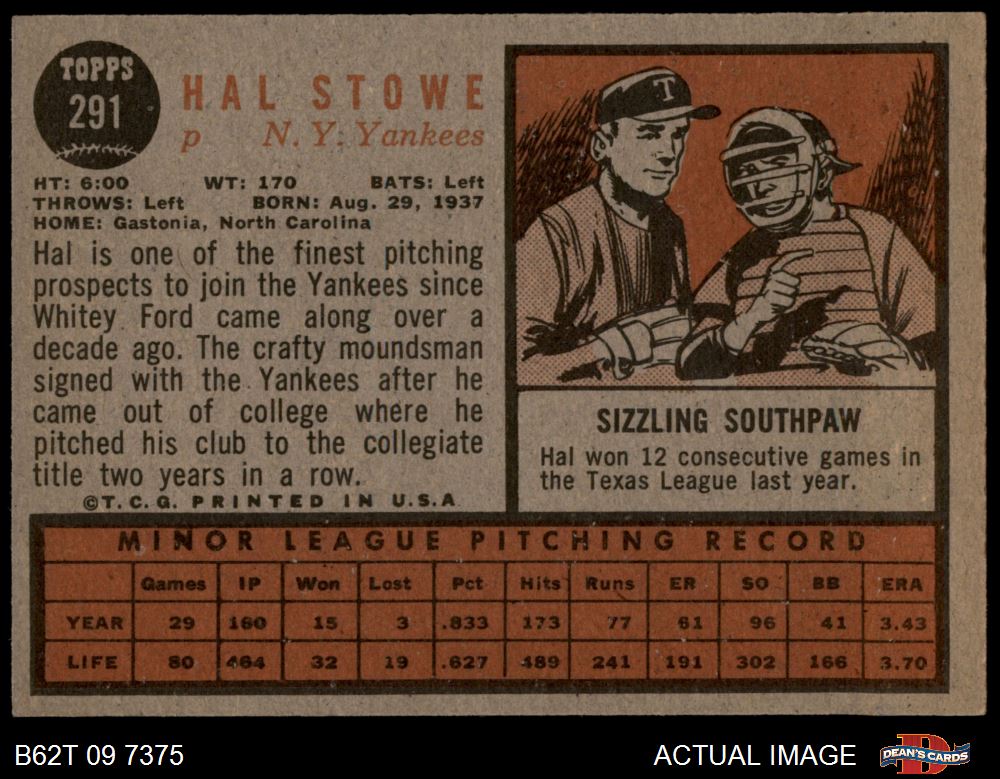 TOPPS
291
HAL STOWE
p N. Y. Yankees
HT: 6:00 WT: 170 BATS: Left
THROWS: Left BORN: Aug. 29, 1937
HOME: Gastonia, North Carolina
Hal is one of the finest pitching
prospects to join the Yankees since
Whitey Ford came along over a
decade ago. The crafty moundsman
signed with the Yankees after he
came out of college where he
pitched his club to the collegiate
title two years in a row.
©T.C.G. PRINTED IN U.S.A
T
SIZZLING SOUTHPAW
Hal won 12 consecutive games in
the Texas League last year.
MINOR LEAGUE PITCHING RECORD
Games IP Won Lost Pct Hits Runs ER SO BB ERA
YEAR 29 160 15 3 .833 173 77 61 96 41 3.43
LIFE 80 464 32 19 .627 489 241 191 302 166 3.70
B62T 09 7375 ACTUAL IMAGE DEAN'S CARDS